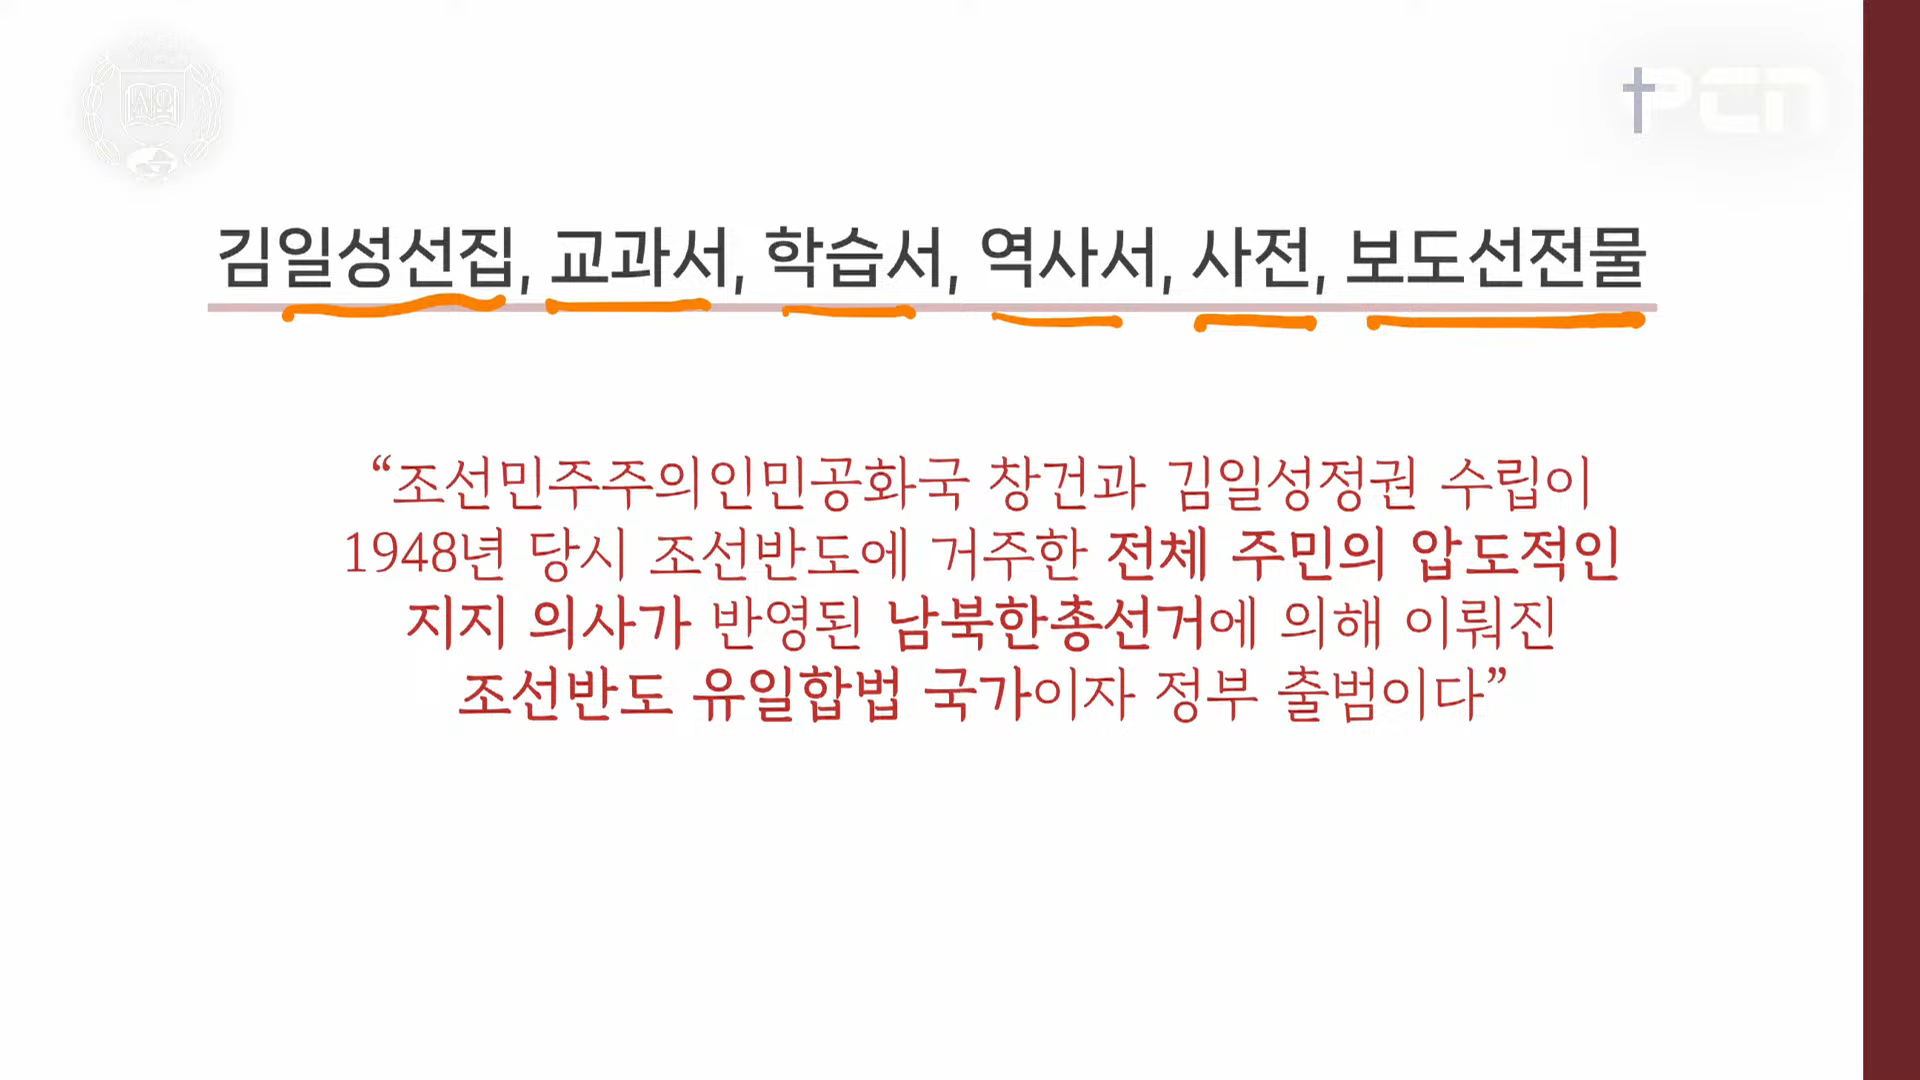 PCN
김일성선집, 교과서, 학습서, 역사서, 사전, 보도선전물
“조선민주주의인민공화국 창건과 김일성정권 수립이
1948년 당시 조선반도에 거주한 전체 주민의 압도적인
지지 의사가 반영된 남북한총선거에 의해 이뤄진
조선반도 유일합법 국가이자 정부 출범이다”